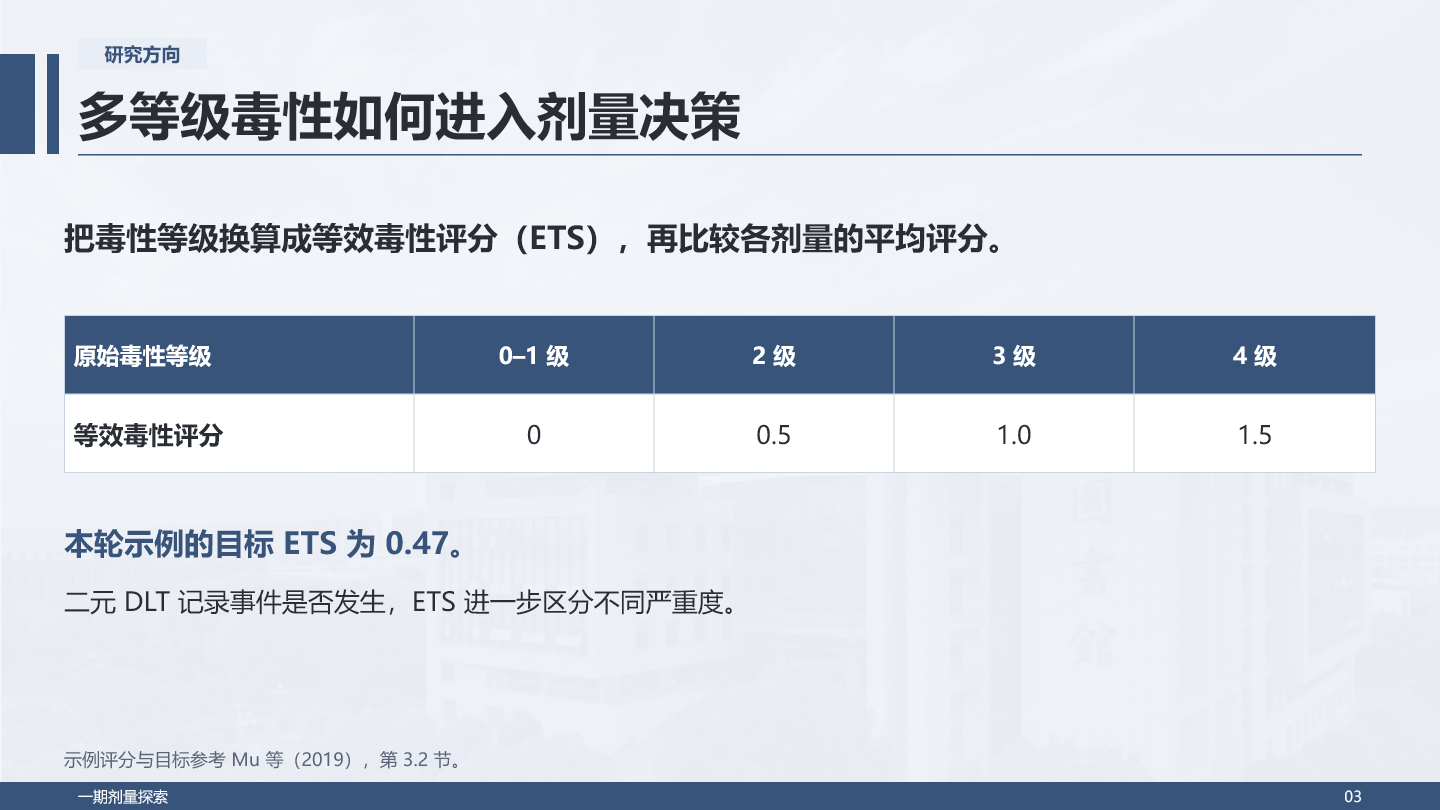 研究方向
多等级毒性如何进入剂量决策
把毒性等级换算成等效毒性评分（ETS），再比较各剂量的平均评分。
原始毒性等级 0–1 级 2 级 3 级 4 级
等效毒性评分 0 0.5 1.0 1.5
本轮示例的目标 ETS 为 0.47。
二元 DLT 记录事件是否发生，ETS 进一步区分不同严重度。
圖書館
示例评分与目标参考 Mu 等（2019），第 3.2 节。
一期剂量探索 03